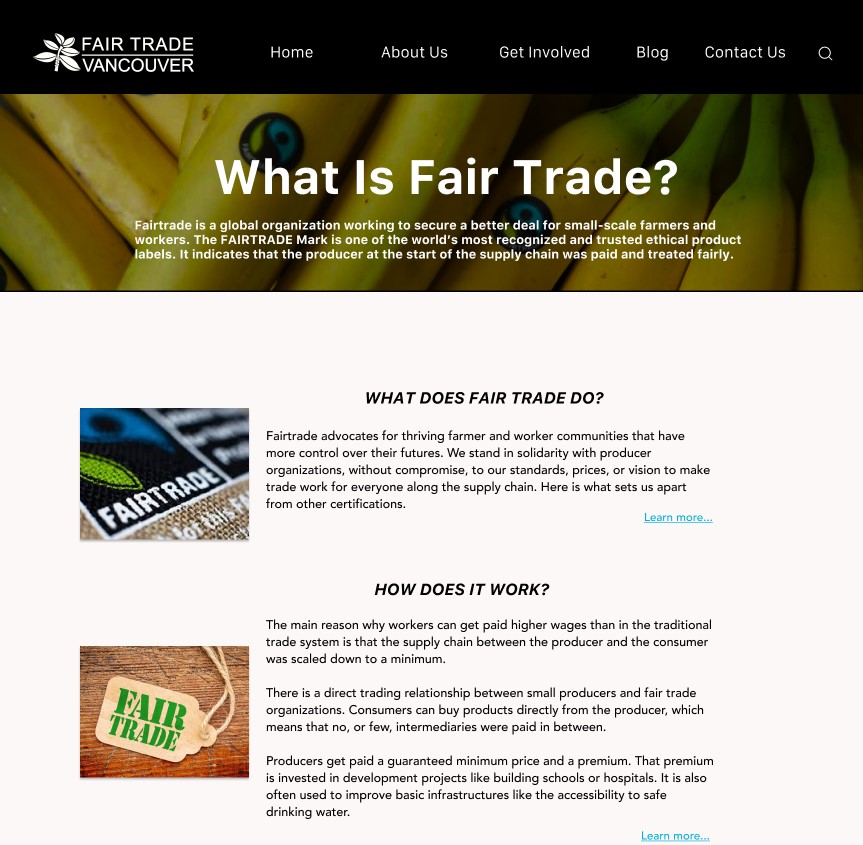 FAIR TRADE
VANCOUVER
Home About Us Get Involved Blog Contact Us
What Is Fair Trade?
Fairtrade is a global organization working to secure a better deal for small-scale farmers and
workers. The FAIRTRADE Mark is one of the world's most recognized and trusted ethical product
labels. It indicates that the producer at the start of the supply chain was paid and treated fairly.
WHAT DOES FAIR TRADE DO?
FAIRTRADE
Fairtrade advocates for thriving farmer and worker communities that have
more control over their futures. We stand in solidarity with producer
organizations, without compromise, to our standards, prices, or vision to make
trade work for everyone along the supply chain. Here is what sets us apart
from other certifications.
Learn more...
HOW DOES IT WORK?
The main reason why workers can get paid higher wages than in the traditional
trade system is that the supply chain between the producer and the consumer
was scaled down to a minimum.
FAIR
TRADE
There is a direct trading relationship between small producers and fair trade
organizations. Consumers can buy products directly from the producer, which
means that no, or few, intermediaries were paid in between.
Producers get paid a guaranteed minimum price and a premium. That premium
is invested in development projects like building schools or hospitals. It is also
often used to improve basic infrastructures like the accessibility to safe
drinking water.
Learn more...